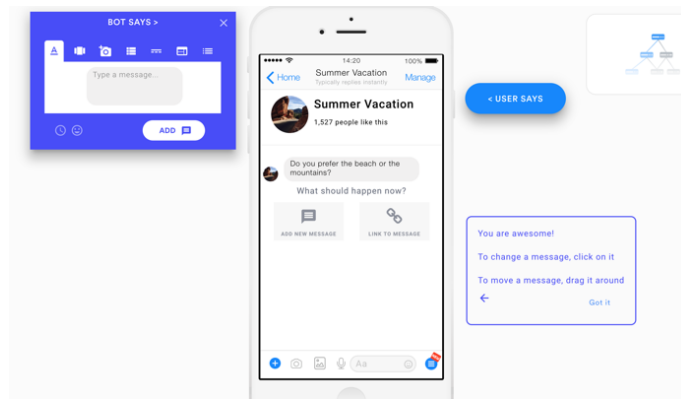 BOT SAYS >
Type a message...
ADD
14:20
100%
Home
Summer Vacation
Typically replies instantly
Manage
Summer Vacation
1,527 people like this
Do you prefer the beach or the
mountains?
What should happen now?
ADD NEW MESSAGE
LINK TO MESSAGE
Aa
< USER SAYS
You are awesome!
To change a message, click on it
To move a message, drag it around
Got it